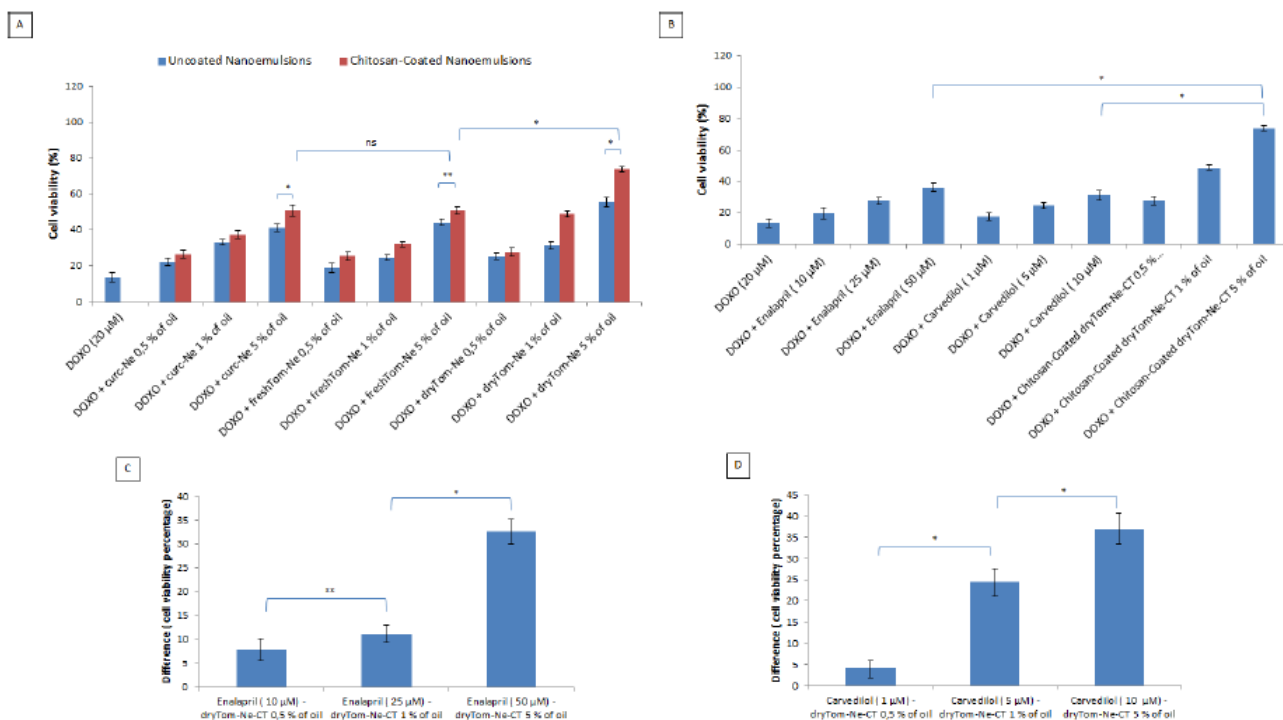 A
Uncoated Nanoemulsions Chitosan-Coated Nanoemulsions
Cell viability (%)
120
100
80
60
40
20
0
ns
*
*
**
*
DOXO (20 µM)
DOXO + curc-Ne 0,5 % of oil
DOXO + curc-Ne 1 % of oil
DOXO + curc-Ne 5 % of oil
DOXO + freshTom-Ne 0,5 % of oil
DOXO + freshTom-Ne 1 % of oil
DOXO + freshTom-Ne 5 % of oil
DOXO + dryTom-Ne 0,5 % of oil
DOXO + dryTom-Ne 1 % of oil
DOXO + dryTom-Ne 5 % of oil
B
Cell viability (%)
120
100
80
60
40
20
0
*
*
DOXO (20 µM)
DOXO + Enalapril ( 10 µM)
DOXO + Enalapril ( 25 µM)
DOXO + Enalapril ( 50 µM)
DOXO + Carvedilol ( 1 µM)
DOXO + Carvedilol ( 5 µM)
DOXO + Carvedilol ( 10 µM)
DOXO + Chitosan-Coated dryTom-Ne-CT 0,5 %...
DOXO + Chitosan-Coated dryTom-Ne-CT 1 % of oil
DOXO + Chitosan-Coated dryTom-Ne-CT 5 % of oil
C
Difference ( cell viability percentage)
40
35
30
25
20
15
10
5
0
**
*
Enalapril ( 10 µM) -
dryTom-Ne-CT 0,5 % of oil
Enalapril ( 25 µM) -
dryTom-Ne-CT 1 % of oil
Enalapril ( 50 µM) -
dryTom-Ne-CT 5 % of oil
D
Difference ( cell viability percentage)
45
40
35
30
25
20
15
10
5
0
*
*
Carvedilol ( 1 µM) -
dryTom-Ne-CT 0,5 % of oil
Carvedilol ( 5 µM) -
dryTom-Ne-CT 1 % of oil
Carvedilol ( 10 µM) -
dryTom-Ne-CT 5 % of oil